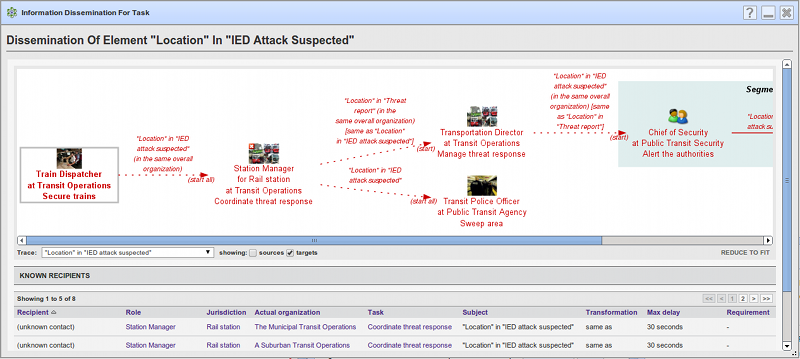 Information Dissemination For Task
Dissemination Of Element "Location" In "IED Attack Suspected"
Train Dispatcher
at Transit Operations
Secure trains
"Location" in "IED
attack suspected"
(in the same overall
organization)
(start all)
Station Manager
for Rail station
at Transit Operations
Coordinate threat response
"Location" in "Threat
report" (in the
same overall organization)
[same as "Location"
in "IED attack suspected"]
(start)
"Location" in "IED
attack suspected"
(start all)
Transportation Director
at Transit Operations
Manage threat response
Transit Police Officer
at Public Transit Agency
Sweep area
"Location" in "IED
attack suspected"
(in the same overall
organization) [same
as "Location" in
"Threat report"]
(start)
Segme
Chief of Security
at Public Transit Security
Alert the authorities
"Locatio
attack su
Trace: "Location" in "IED attack suspected" showing: sources targets REDUCE TO FIT
KNOWN RECIPIENTS
Showing 1 to 5 of 8 << < 1 2 > >>
Recipient Role Jurisdiction Actual organization Task Subject Transformation Max delay Requirement
(unknown contact) Station Manager Rail station The Municipal Transit Operations Coordinate threat response "Location" in "IED attack suspected" same as 30 seconds -
(unknown contact) Station Manager Rail station A Suburban Transit Operations Coordinate threat response "Location" in "IED attack suspected" same as 30 seconds -